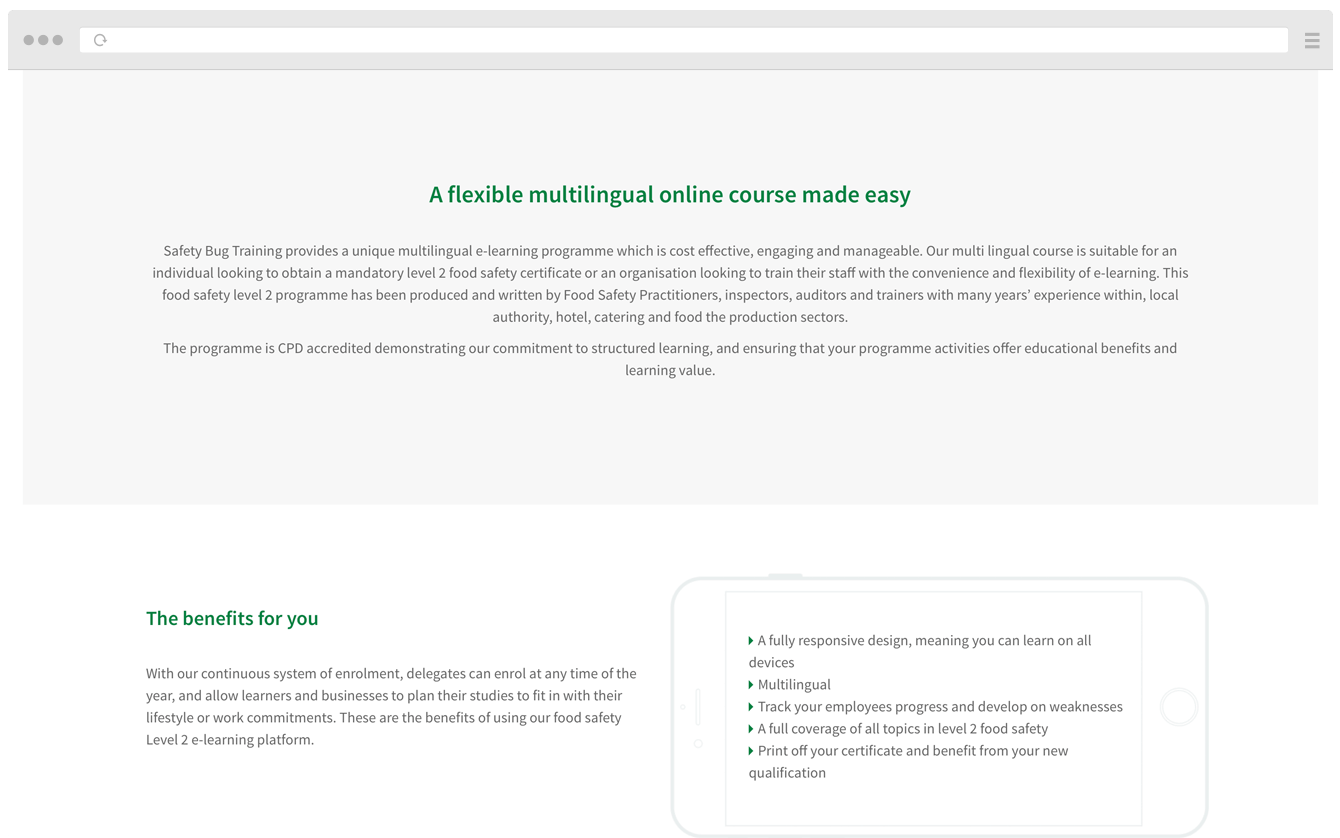 A flexible multilingual online course made easy
Safety Bug Training provides a unique multilingual e-learning programme which is cost effective, engaging and manageable. Our multi lingual course is suitable for an
individual looking to obtain a mandatory level 2 food safety certificate or an organisation looking to train their staff with the convenience and flexibility of e-learning. This
food safety level 2 programme has been produced and written by Food Safety Practitioners, inspectors, auditors and trainers with many years’ experience within, local
authority, hotel, catering and food the production sectors.
The programme is CPD accredited demonstrating our commitment to structured learning, and ensuring that your programme activities offer educational benefits and
learning value.
The benefits for you
With our continuous system of enrolment, delegates can enrol at any time of the
year, and allow learners and businesses to plan their studies to fit in with their
lifestyle or work commitments. These are the benefits of using our food safety
Level 2 e-learning platform.
A fully responsive design, meaning you can learn on all
devices
Multilingual
Track your employees progress and develop on weaknesses
A full coverage of all topics in level 2 food safety
Print off your certificate and benefit from your new
qualification